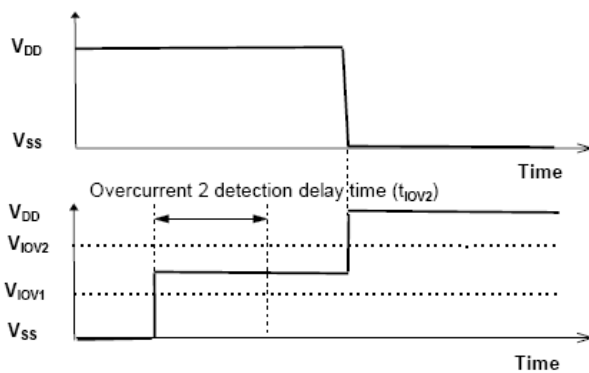 VDD
VSS
Time
Overcurrent 2 detection delay time (tIOV2)
VDD
VIOV2
VIOV1
VSS
Time